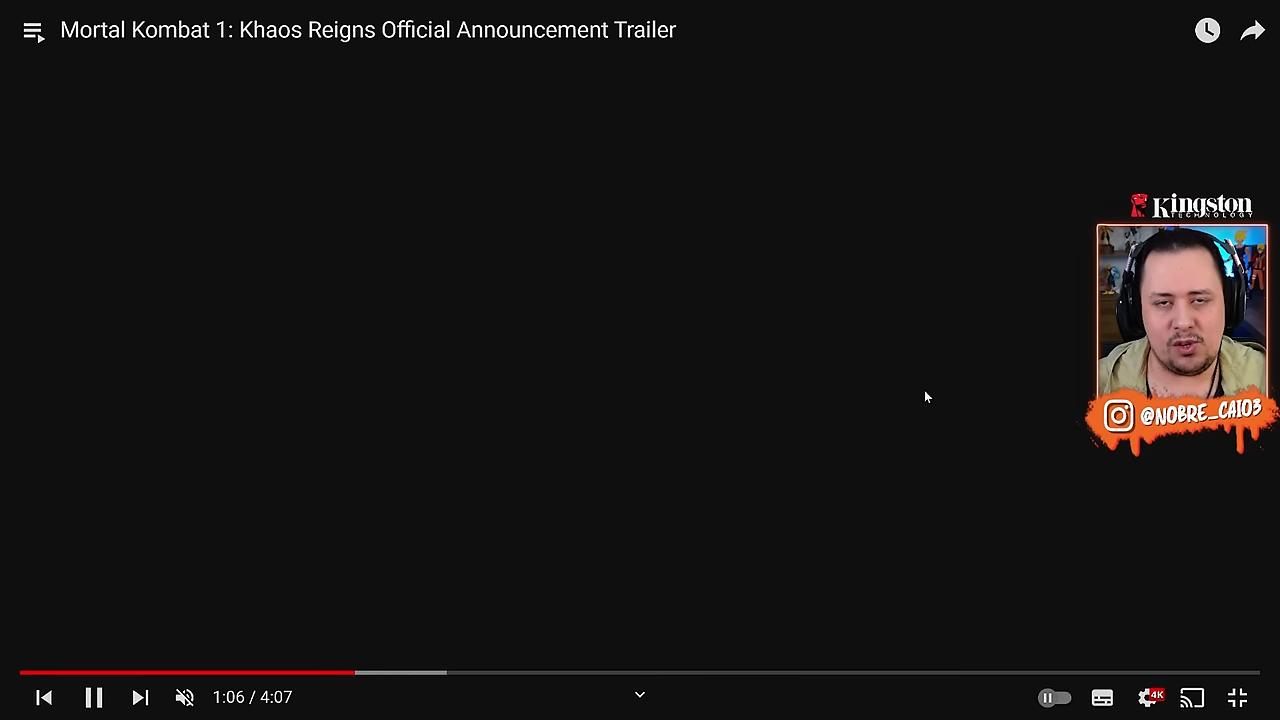 Mortal Kombat 1: Khaos Reigns Official Announcement Trailer
Kingston
TECHNOLOGY
@NOBRE_CAIO3
1:06 / 4:07
4K